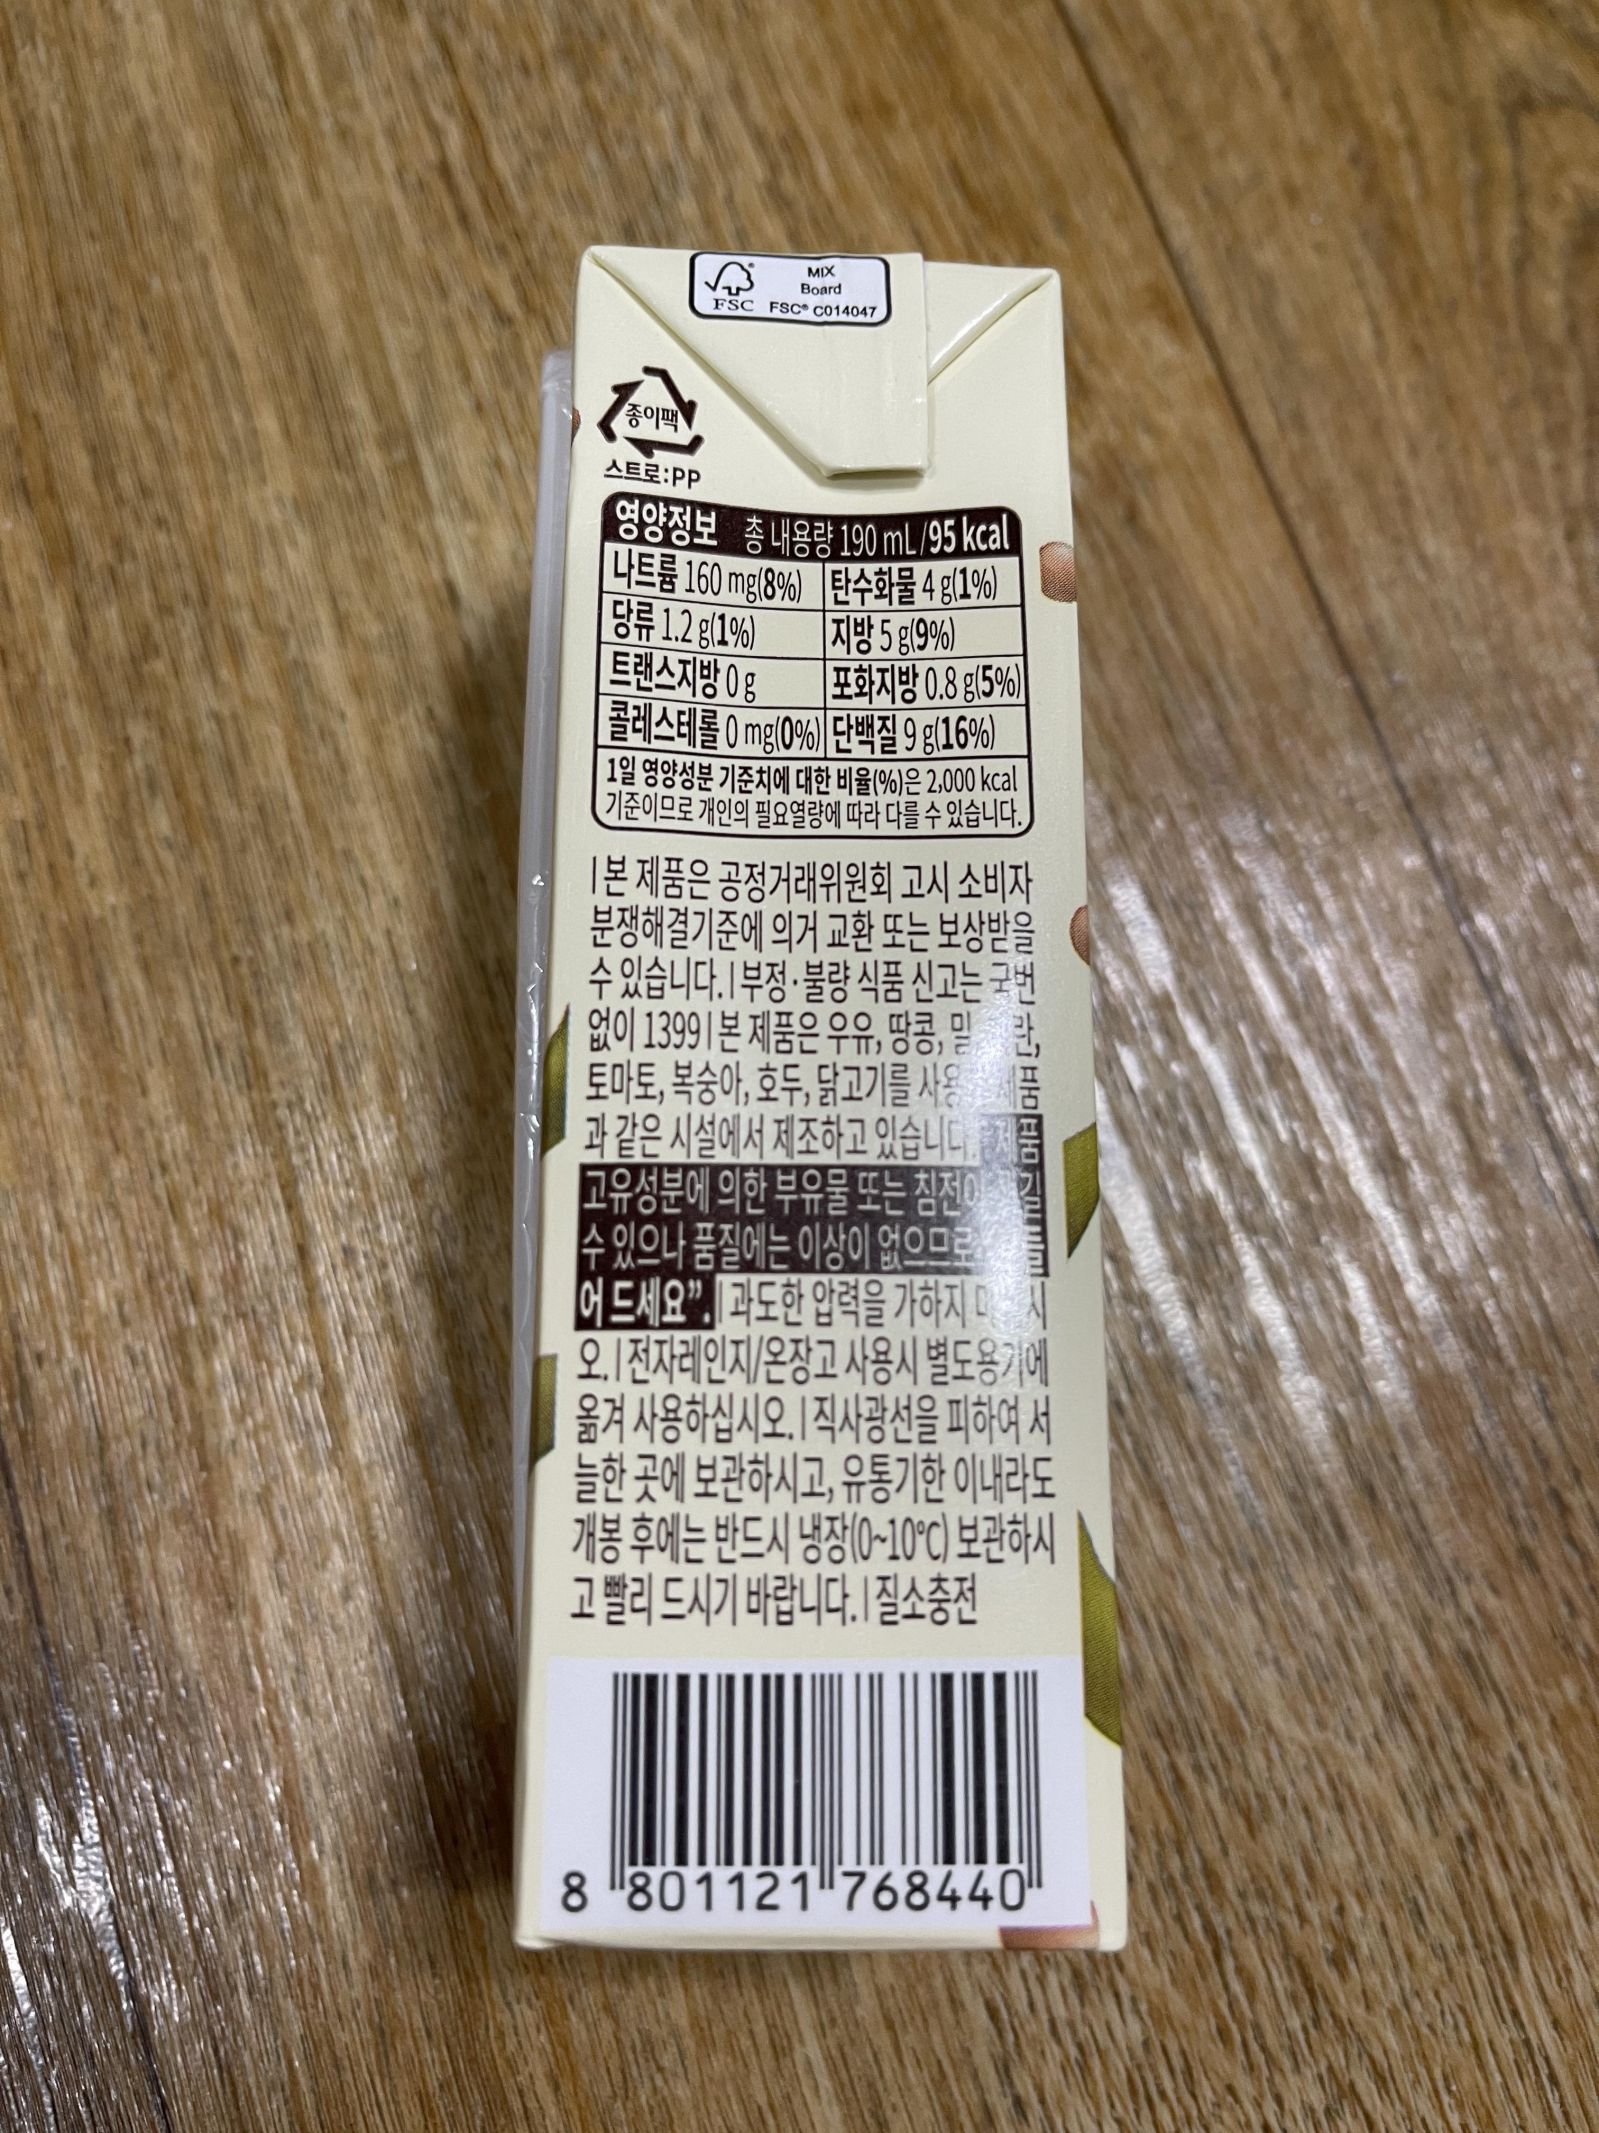 MIX
Board
FSC FSC® C014047
종이팩
스트로:PP
영양정보 총 내용량 190 mL/95 kcal
나트륨 160 mg(8%) 탄수화물 4 g(1%)
당류 1.2 g(1%) 지방 5 g(9%)
트랜스지방 0 g 포화지방 0.8 g(5%)
콜레스테롤 0 mg(0%) 단백질 9 g(16%)
1일 영양성분 기준치에 대한 비율(%)은 2,000 kcal
기준이므로 개인의 필요열량에 따라 다를 수 있습니다.
| 본 제품은 공정거래위원회 고시 소비자
분쟁해결기준에 의거 교환 또는 보상받을
수 있습니다. | 부정·불량 식품 신고는 국번
없이 1399 | 본 제품은 우유, 땅콩, 밀,
토마토, 복숭아, 호두, 닭고기를 제품
과 같은 시설에서 제조하고 있습니다. 제품
고유성분에 의한 부유물 또는
수 있으나 품질에는 이상이 없으므로
어 드세요”. | 과도한 압력을 가하지 시
오. | 전자레인지/온장고 사용시 별도용기에
옮겨 사용하십시오. | 직사광선을 피하여 서
늘한 곳에 보관하시고, 유통기한 이내라도
개봉 후에는 반드시 냉장(0~10℃) 보관하시
고 빨리 드시기 바랍니다. | 질소충전
8 801121 768440